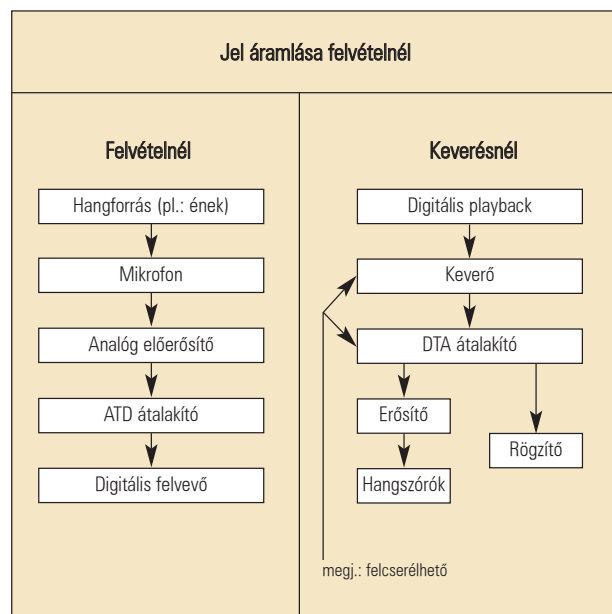 Jel áramlása felvételnél
Felvételnél
Hangforrás (pl.: ének)
Mikrofon
Analóg előerősítő
ATD átalakító
Digitális felvevő
Keverésnél
Digitális playback
Keverő
DTA átalakító
Erősítő
Rögzítő
Hangszórók
megj.: felcserélhető